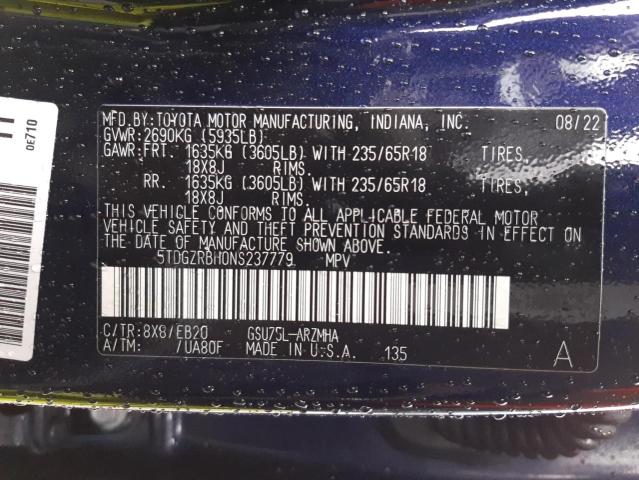 MFD.BY:TOYOTA MOTOR MANUFACTURING, INDIANA, INC. 08/22
GVWR:2690KG (5935LB)
GAWR:FRT. 1635KG (3605LB) WITH 235/65R18 TIRES,
18X8J RIMS.
RR. 1635KG (3605LB) WITH 235/65R18 TIRES,
18X8J RIMS.
THIS VEHICLE CONFORMS TO ALL APPLICABLE FEDERAL MOTOR
VEHICLE SAFETY AND THEFT PREVENTION STANDARDS IN EFFECT ON
THE DATE OF MANUFACTURE SHOWN ABOVE.
5TDGZRBH0NS237779 MPV
C/TR:8X8/EB20 GSU75L-ARZMHA
A/TM: /UA80F MADE IN U.S.A. 135
A
0E710